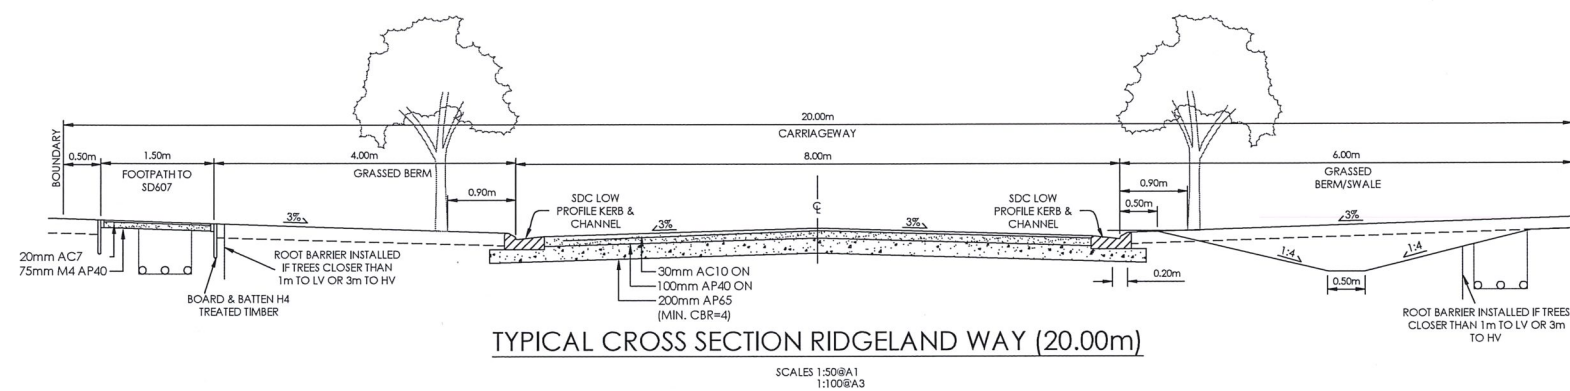 20.00m
CARRIAGEWAY
BOUNDARY
0.50m
1.50m
4.00m
8.00m
6.00m
FOOTPATH TO
SD607
GRASSED BERM
GRASSED
BERM/SWALE
0.90m
SDC LOW
PROFILE KERB &
CHANNEL
SDC LOW
PROFILE KERB &
CHANNEL
0.90m
0.50m
3%
3%
℄
3%
3%
20mm AC7
75mm M4 AP40
BOARD & BATTEN H4
TREATED TIMBER
ROOT BARRIER INSTALLED
IF TREES CLOSER THAN
1m TO LV OR 3m TO HV
30mm AC10 ON
100mm AP40 ON
200mm AP65
(MIN. CBR=4)
0.20m
1:4
1:4
0.50m
ROOT BARRIER INSTALLED IF TREES
CLOSER THAN 1m TO LV OR 3m
TO HV
TYPICAL CROSS SECTION RIDGELAND WAY (20.00m)
SCALES 1:50@A1
1:100@A3